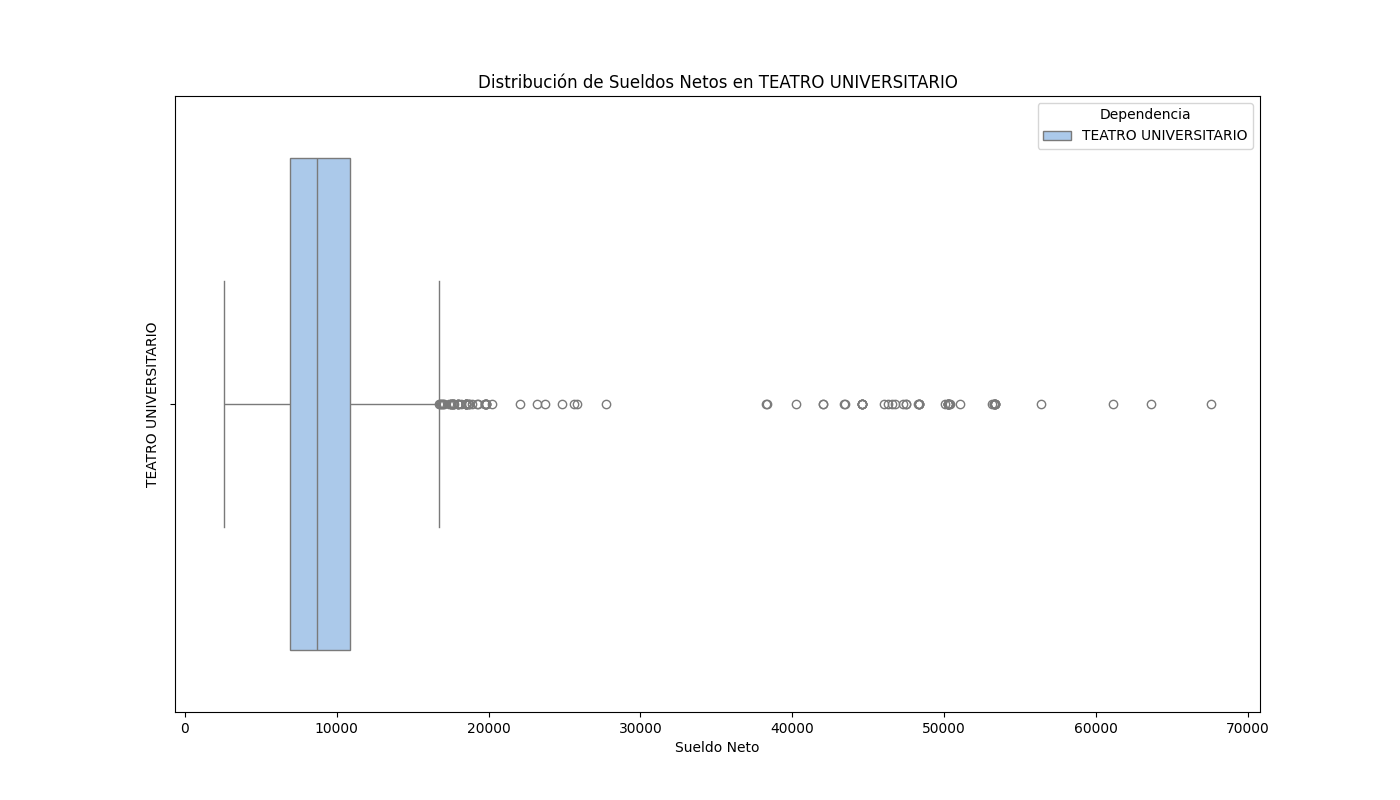 Distribución de Sueldos Netos en TEATRO UNIVERSITARIO
Dependencia
TEATRO UNIVERSITARIO
TEATRO UNIVERSITARIO
0 10000 20000 30000 40000 50000 60000 70000
Sueldo Neto